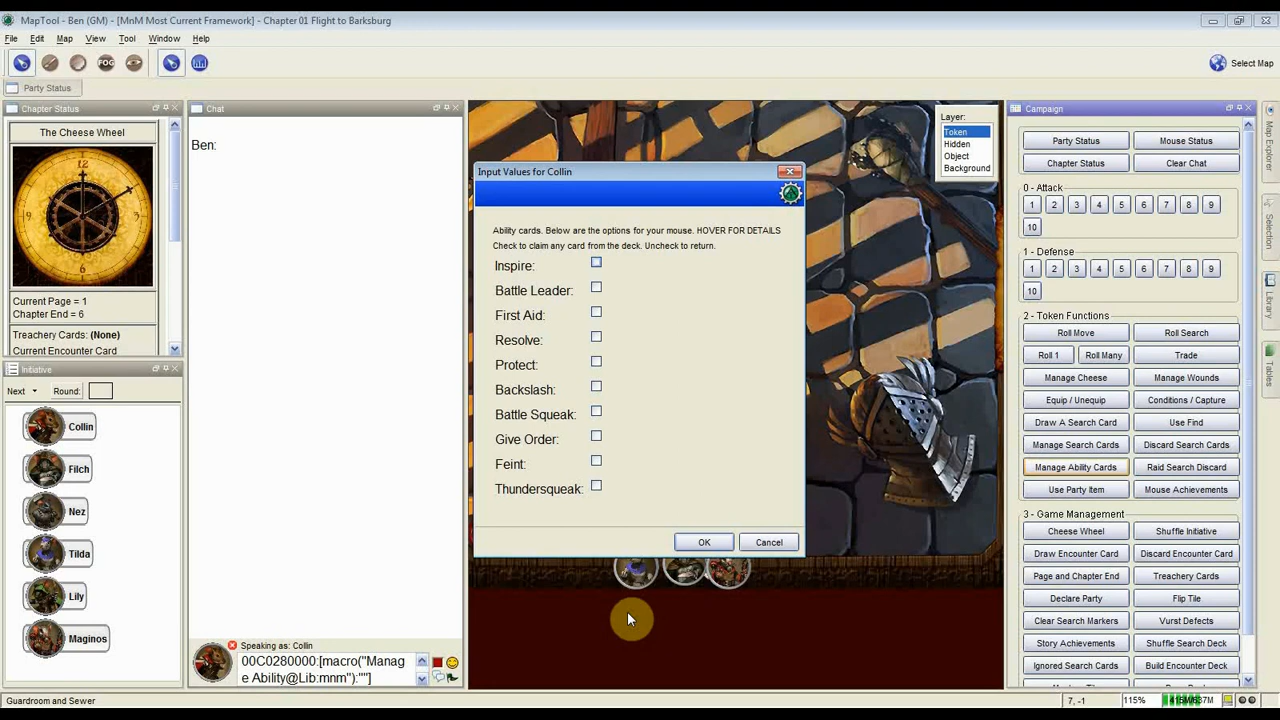 MapTool - Ben (GM) - [MnM Most Current Framework] - Chapter 01 Flight to Barksburg
File Edit Map View Tool Window Help
FOG
Select Map
Party Status
Chapter Status
The Cheese Wheel
12
Current Page = 1
Chapter End = 6
Treachery Cards: (None)
Current Encounter Card
Initiative
Next Round:
Collin
Filch
Nez
Tilda
Lily
Maginos
Chat
Ben:
Speaking as: Collin
00C0280000:[macro("Manag
e Ability@Lib:mnm"):""]
Layer:
Token
Hidden
Object
Background
Input Values for Collin
Ability cards. Below are the options for your mouse. HOVER FOR DETAILS
Check to claim any card from the deck. Uncheck to return.
Inspire:
Battle Leader:
First Aid:
Resolve:
Protect:
Backslash:
Battle Squeak:
Give Order:
Feint:
Thundersqueak:
OK Cancel
Campaign
Party Status Mouse Status
Chapter Status Clear Chat
0 - Attack
1 2 3 4 5 6 7 8 9
10
1 - Defense
1 2 3 4 5 6 7 8 9
10
2 - Token Functions
Roll Move Roll Search
Roll 1 Roll Many Trade
Manage Cheese Manage Wounds
Equip / Unequip Conditions / Capture
Draw A Search Card Use Find
Manage Search Cards Discard Search Cards
Manage Ability Cards Raid Search Discard
Use Party Item Mouse Achievements
3 - Game Management
Cheese Wheel Shuffle Initiative
Draw Encounter Card Discard Encounter Card
Page and Chapter End Treachery Cards
Declare Party Flip Tile
Clear Search Markers Vurst Defects
Story Achievements Shuffle Search Deck
Ignored Search Cards Build Encounter Deck
Map Explorer
Selection
Library
Tables
Guardroom and Sewer
7, -1
115%